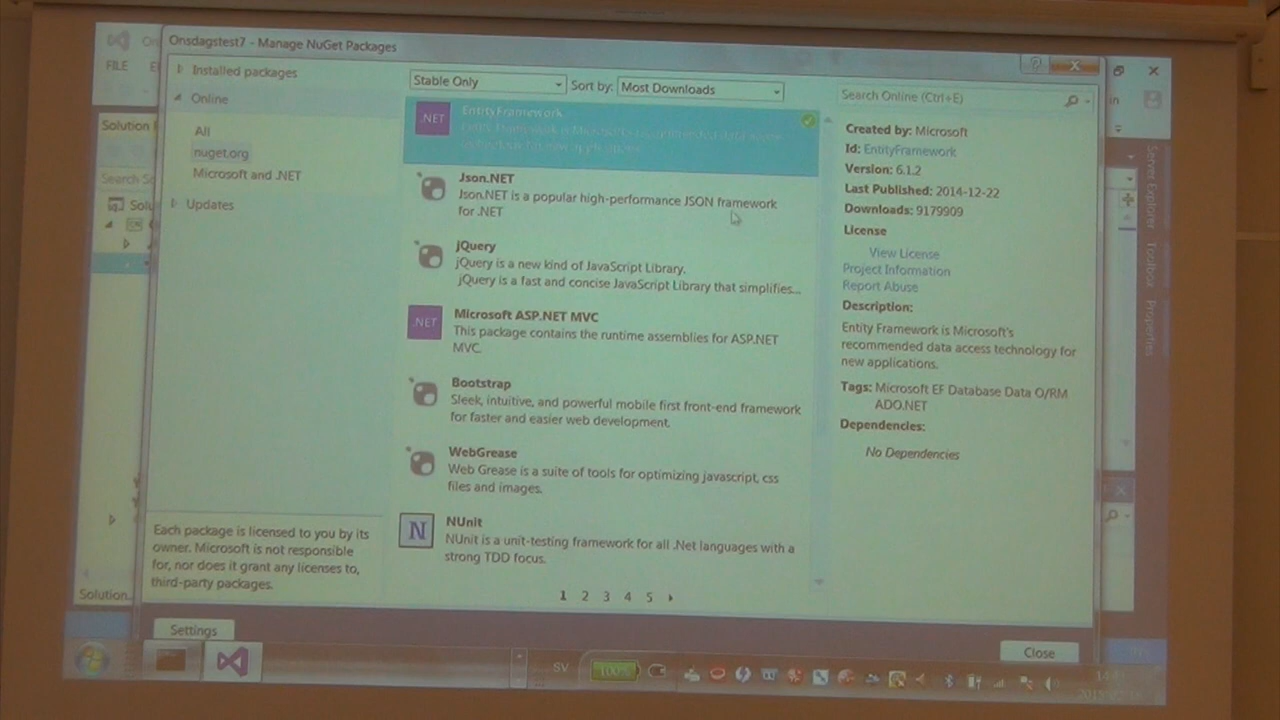 Onsdagstest7 - Manage NuGet Packages
FILE
Installed packages
Online
All
nuget.org
Microsoft and .NET
Updates
Solution
Search
Stable Only
Sort by: Most Downloads
Search Online (Ctrl+E)
.NET
EntityFramework
Json.NET
Json.NET is a popular high-performance JSON framework
for .NET
jQuery
jQuery is a new kind of JavaScript Library.
jQuery is a fast and concise JavaScript Library that simplifies...
.NET
Microsoft ASP.NET MVC
This package contains the runtime assemblies for ASP.NET
MVC.
Bootstrap
Sleek, intuitive, and powerful mobile first front-end framework
for faster and easier web development.
WebGrease
Web Grease is a suite of tools for optimizing javascript, css
files and images.
N
NUnit
NUnit is a unit-testing framework for all .Net languages with a
strong TDD focus.
1 2 3 4 5
Created by: Microsoft
Id: EntityFramework
Version: 6.1.2
Last Published: 2014-12-22
Downloads: 9179909
License
View License
Project Information
Report Abuse
Description:
Entity Framework is Microsoft's
recommended data access technology for
new applications.
Tags: Microsoft EF Database Data O/RM
ADO.NET
Dependencies:
No Dependencies
Server Explorer
Toolbox
Properties
Each package is licensed to you by its
owner. Microsoft is not responsible
for, nor does it grant any licenses to,
third-party packages.
Solution...
Settings
Close
SV
100%